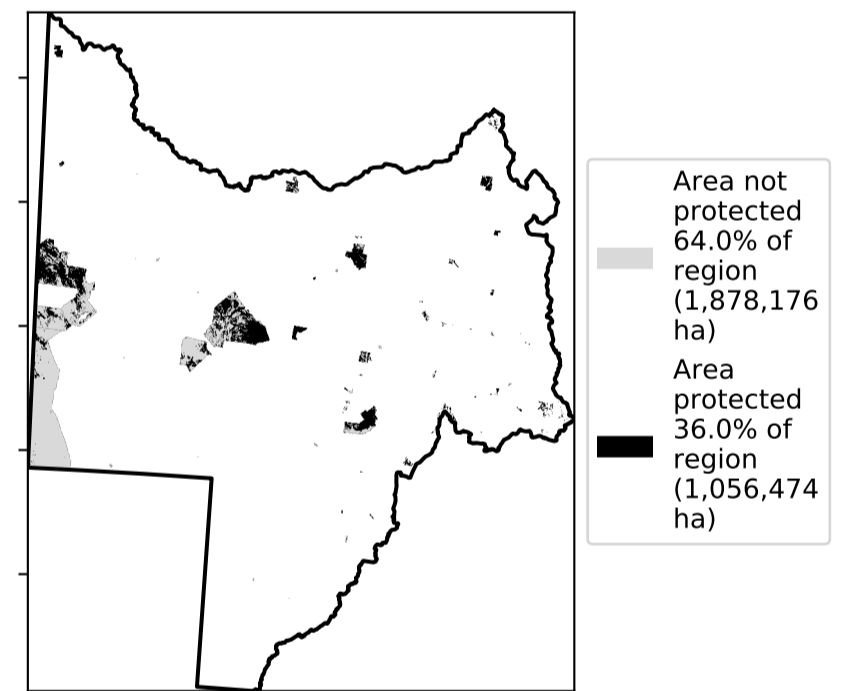 Area not
protected
64.0% of
region
(1,878,176
ha)
Area
protected
36.0% of
region
(1,056,474
ha)